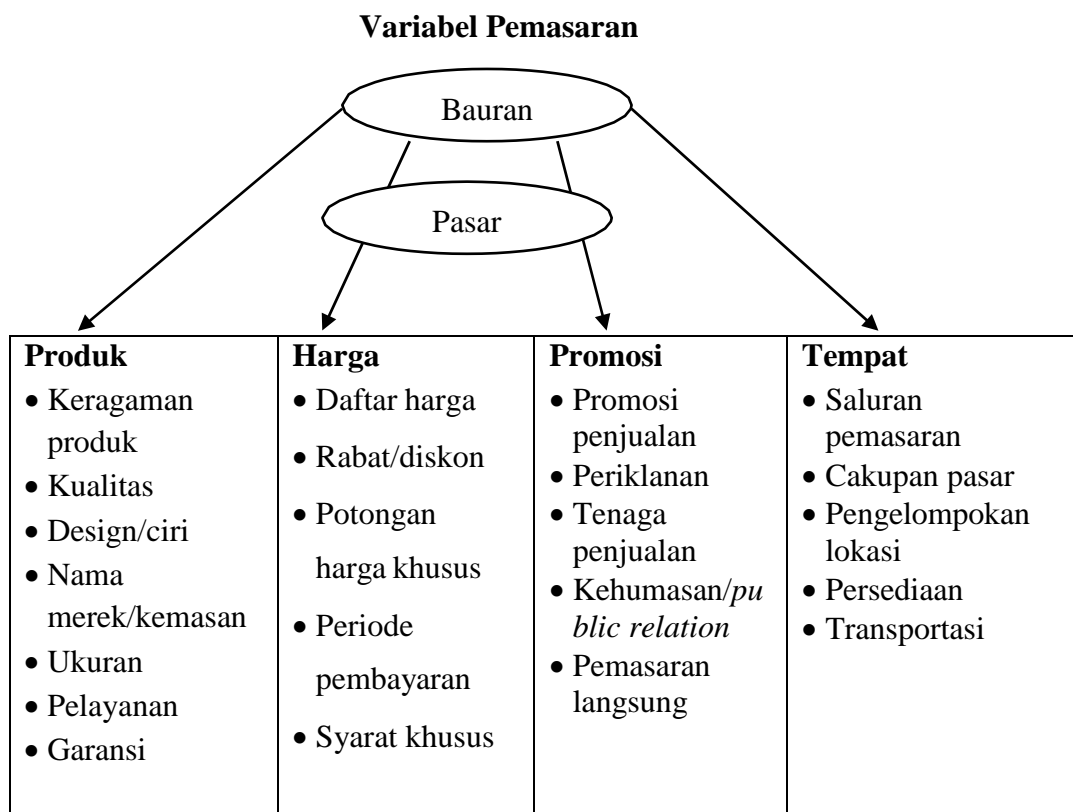 Variabel Pemasaran
Bauran
Pasar
Produk
• Keragaman
produk
• Kualitas
• Design/ciri
• Nama
merek/kemasan
• Ukuran
• Pelayanan
• Garansi
Harga
• Daftar harga
• Rabat/diskon
• Potongan
harga khusus
• Periode
pembayaran
• Syarat khusus
Promosi
• Promosi
penjualan
• Periklanan
• Tenaga
penjualan
• Kehumasan/pu
blic relation
• Pemasaran
langsung
Tempat
• Saluran
pemasaran
• Cakupan pasar
• Pengelompokan
lokasi
• Persediaan
• Transportasi